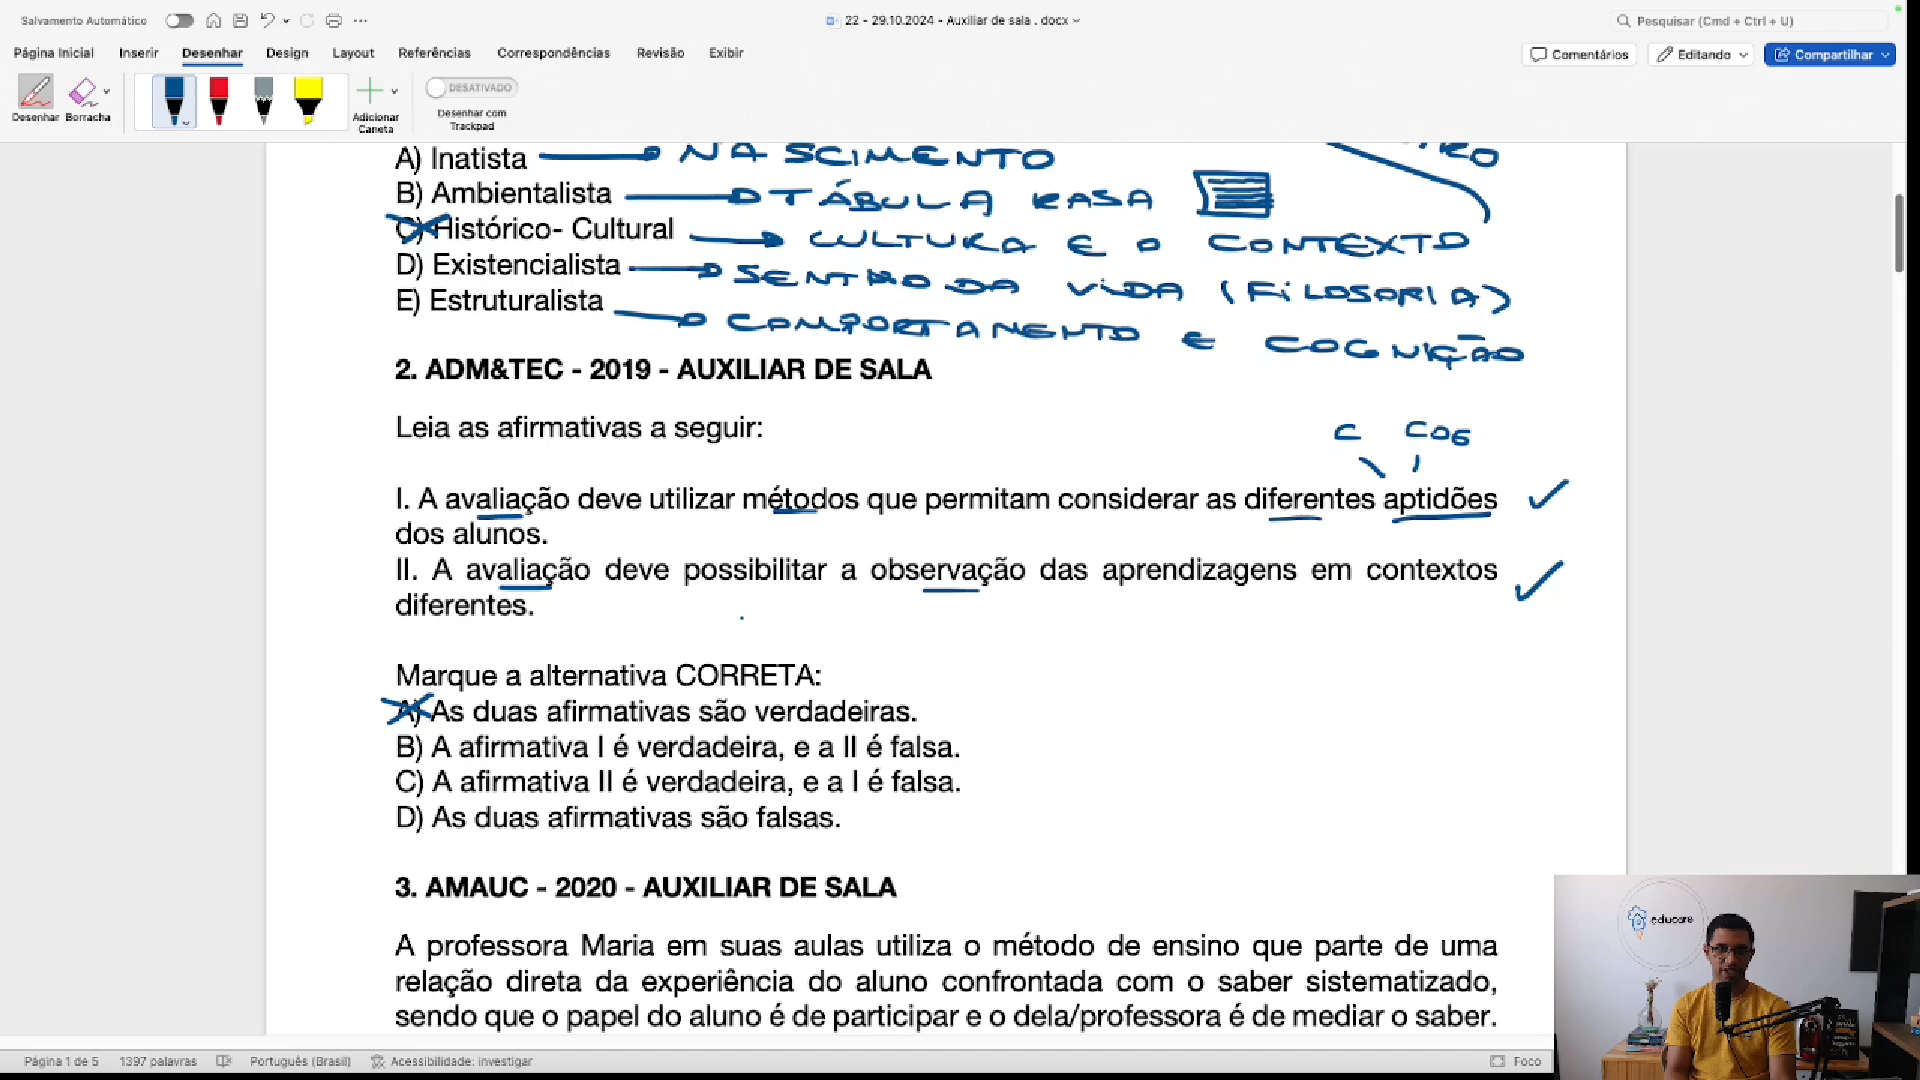 Salvamento Automático
22 - 29.10.2024 - Auxiliar de sala . docx
Pesquisar (Cmd + Ctrl + U)
Página Inicial Inserir Desenhar Design Layout Referências Correspondências Revisão Exibir
Comentários Editando Compartilhar
DESATIVADO
Desenhar Borracha Adicionar Caneta Desenhar com Trackpad
A) Inatista NASCIMENTO
B) Ambientalista TÁBULA RASA
C) Histórico- Cultural CULTURA E O CONTEXTO
D) Existencialista SENTIDO DA VIDA (FILOSOFIA)
E) Estruturalista COMPORTAMENTO E COGNIÇÃO
2. ADM&TEC - 2019 - AUXILIAR DE SALA
Leia as afirmativas a seguir:
C COG
I. A avaliação deve utilizar métodos que permitam considerar as diferentes aptidões
dos alunos.
II. A avaliação deve possibilitar a observação das aprendizagens em contextos
diferentes.
Marque a alternativa CORRETA:
A) As duas afirmativas são verdadeiras.
B) A afirmativa I é verdadeira, e a II é falsa.
C) A afirmativa II é verdadeira, e a I é falsa.
D) As duas afirmativas são falsas.
3. AMAUC - 2020 - AUXILIAR DE SALA
A professora Maria em suas aulas utiliza o método de ensino que parte de uma
relação direta da experiência do aluno confrontada com o saber sistematizado,
sendo que o papel do aluno é de participar e o dela/professora é de mediar o saber.
educare
Página 1 de 5 1397 palavras Português (Brasil) Acessibilidade: investigar Foco